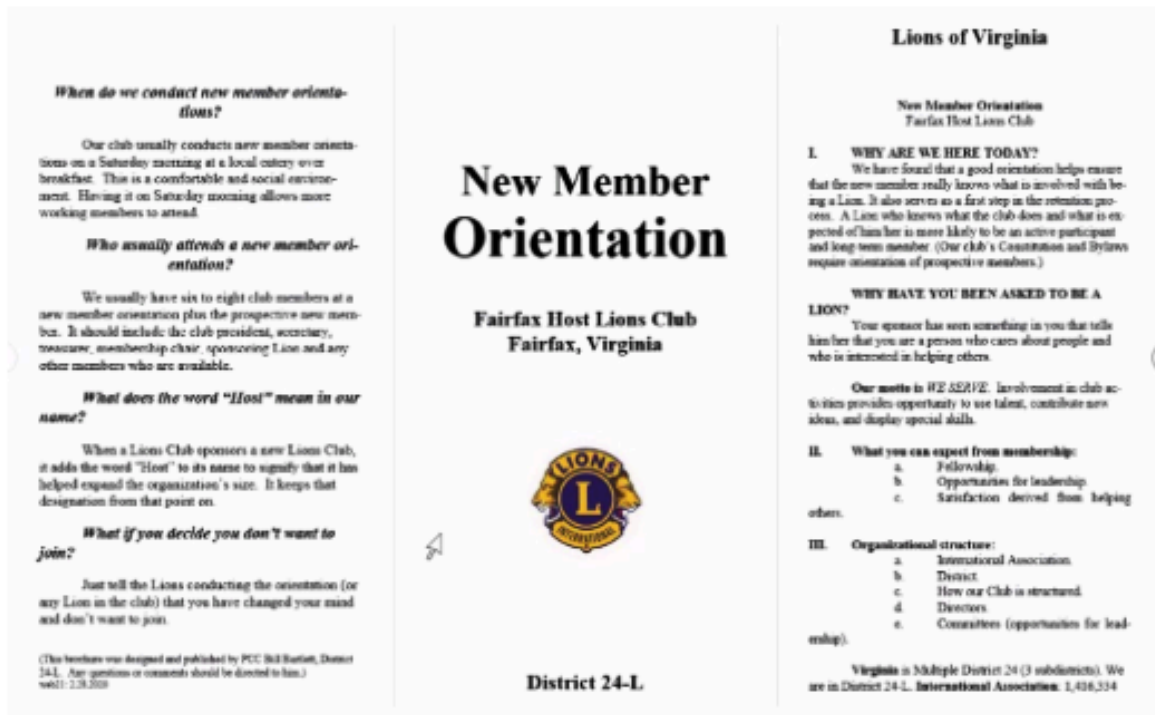 When do we conduct new member orienta-
tions?
Our club usually conducts new member orienta-
tions on a Saturday morning at a local eatery over
breakfast. This is a comfortable and social environ-
ment. Having it on Saturday morning allows more
working members to attend.
Who usually attends a new member ori-
entation?
We usually have six to eight club members at a
new member orientation plus the prospective new mem-
ber. It should include the club president, secretary,
treasurer, membership chair, sponsoring Lion and any
other members who are available.
What does the word "Host" mean in our
name?
When a Lions Club sponsors a new Lions Club,
it adds the word "Host" to its name to signify that it has
helped expand the organization's size. It keeps that
designation from that point on.
What if you decide you don't want to
join?
Just tell the Lions conducting the orientation (or
any Lion in the club) that you have changed your mind
and don't want to join.
(This brochure was designed and published by PCC Bill Bartlett, District
24-L. Any questions or comments should be directed to him.)
New Member
Orientation
Fairfax Host Lions Club
Fairfax, Virginia
LIONS
L
INTERNATIONAL
District 24-L
Lions of Virginia
New Member Orientation
Fairfax Host Lions Club
I. WHY ARE WE HERE TODAY?
We have found that a good orientation helps ensure
that the new member really knows what is involved with be-
ing a Lion. It also serves as a first step in the retention pro-
cess. A Lion who knows what the club does and what is ex-
pected of him/her is more likely to be an active participant
and long-term member. (Our club's Constitution and Bylaws
require orientation of prospective members.)
WHY HAVE YOU BEEN ASKED TO BE A
LION?
Your sponsor has seen something in you that tells
him/her that you are a person who cares about people and
who is interested in helping others.
Our motto is WE SERVE. Involvement in club ac-
tivities provides opportunity to use talent, contribute new
ideas, and display special skills.
II. What you can expect from membership:
a. Fellowship.
b. Opportunities for leadership.
c. Satisfaction derived from helping
others.
III. Organizational structure:
a. International Association.
b. District.
c. How our Club is structured.
d. Directors.
e. Committees (opportunities for lead-
ership).
Virginia is Multiple District 24 (3 subdistricts). We
are in District 24-L. International Association: 1,416,334